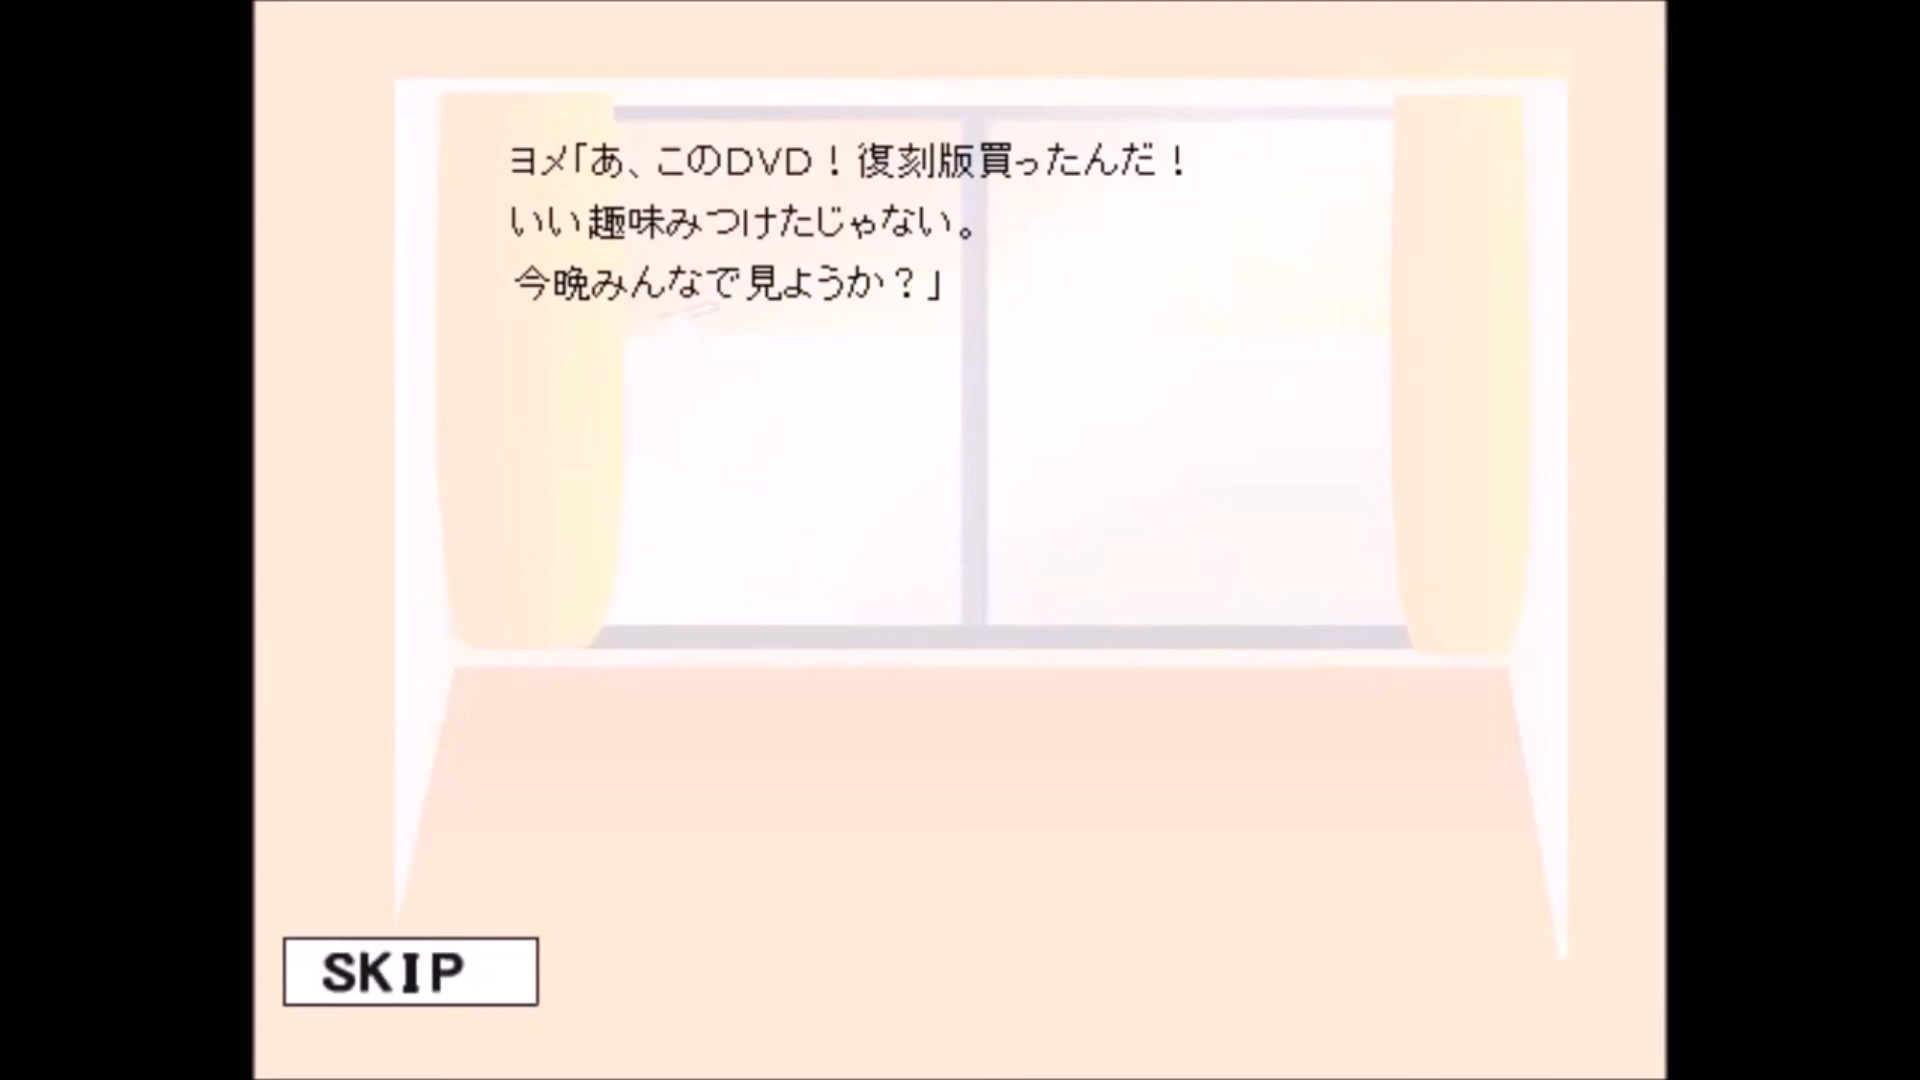 ヨメ「あ、このDVD！復刻版買ったんだ！
いい趣味みつけたじゃない。
今晩みんなで見ようか？」
SKIP